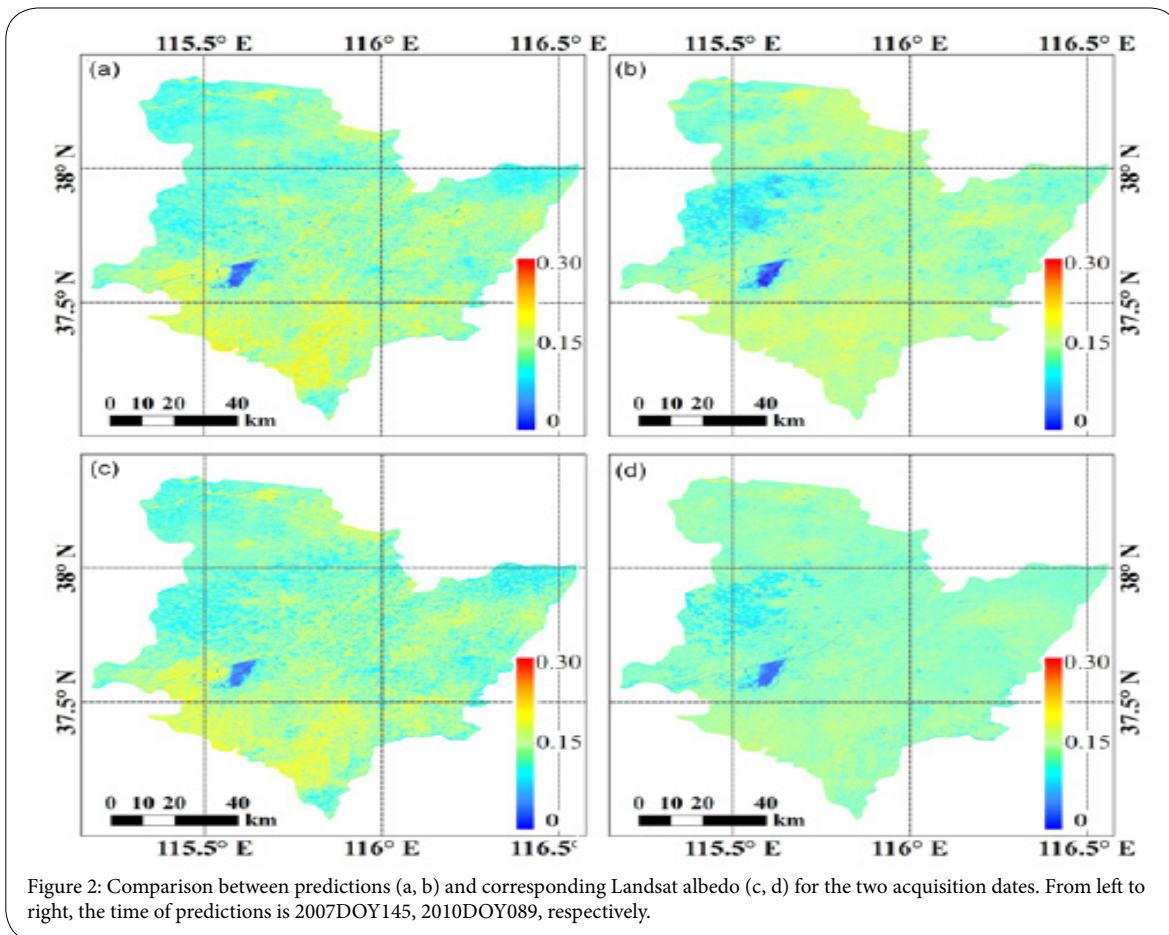 115.5° E 116° E 116.5° E 115.5° E 116° E 116.5° E
(a) (b)
38° N 38° N
37.5° N 37.5° N
0.30 0.30
0.15 0.15
0 0
0 10 20 40 0 10 20 40
km km
(c) (d)
38° N 38° N
37.5° N 37.5° N
0.30 0.30
0.15 0.15
0 0
0 10 20 40 0 10 20 40
km km
115.5° E 116° E 116.5° E 115.5° E 116° E 116.5° E
Figure 2: Comparison between predictions (a, b) and corresponding Landsat albedo (c, d) for the two acquisition dates. From left to
right, the time of predictions is 2007DOY145, 2010DOY089, respectively.